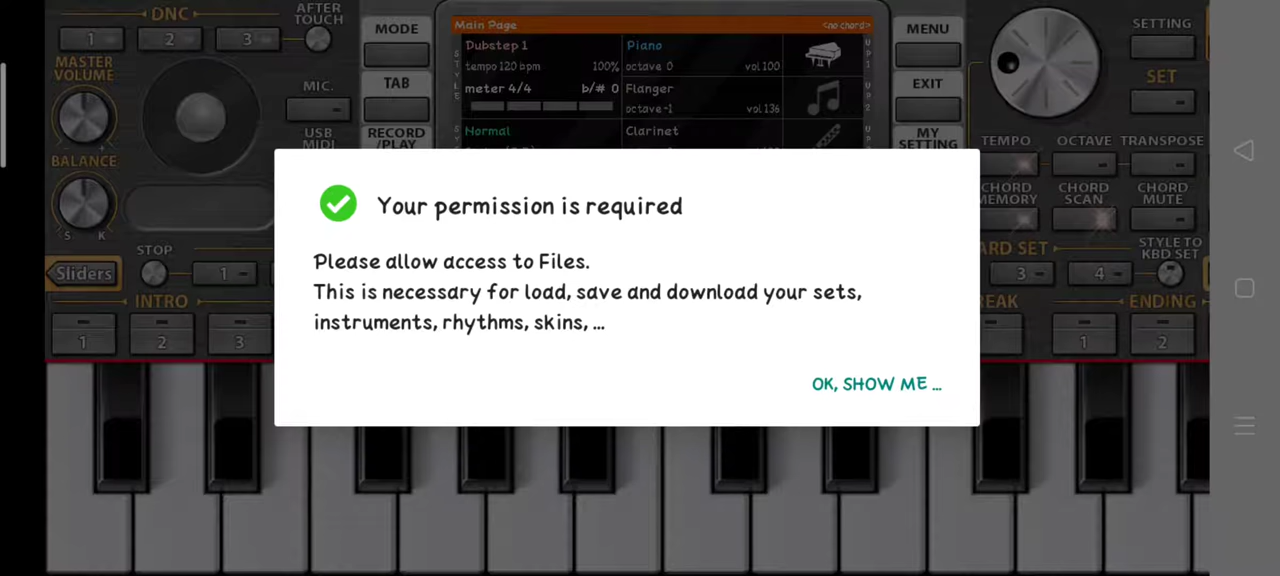 DNC
AFTER
TOUCH
1
2
3
MASTER
VOLUME
MIC.
USB
MIDI
BALANCE
S
K
MODE
TAB
RECORD
/PLAY
Main Page
<no chord>
Dubstep 1
tempo 120 bpm
100%
meter 4/4
b/# 0
Normal
Piano
octave 0
vol 100
Flanger
octave -1
vol 136
Clarinet
MENU
EXIT
MY
SETTING
SETTING
SET
TEMPO
OCTAVE
TRANSPOSE
CHORD
MEMORY
CHORD
SCAN
CHORD
MUTE
ARD SET
STYLE TO
KBD SET
3
4
EAK
ENDING
1
2
STOP
Sliders
1
INTRO
1
2
3
Your permission is required
Please allow access to Files.
This is necessary for load, save and download your sets,
instruments, rhythms, skins, ...
OK, SHOW ME ...